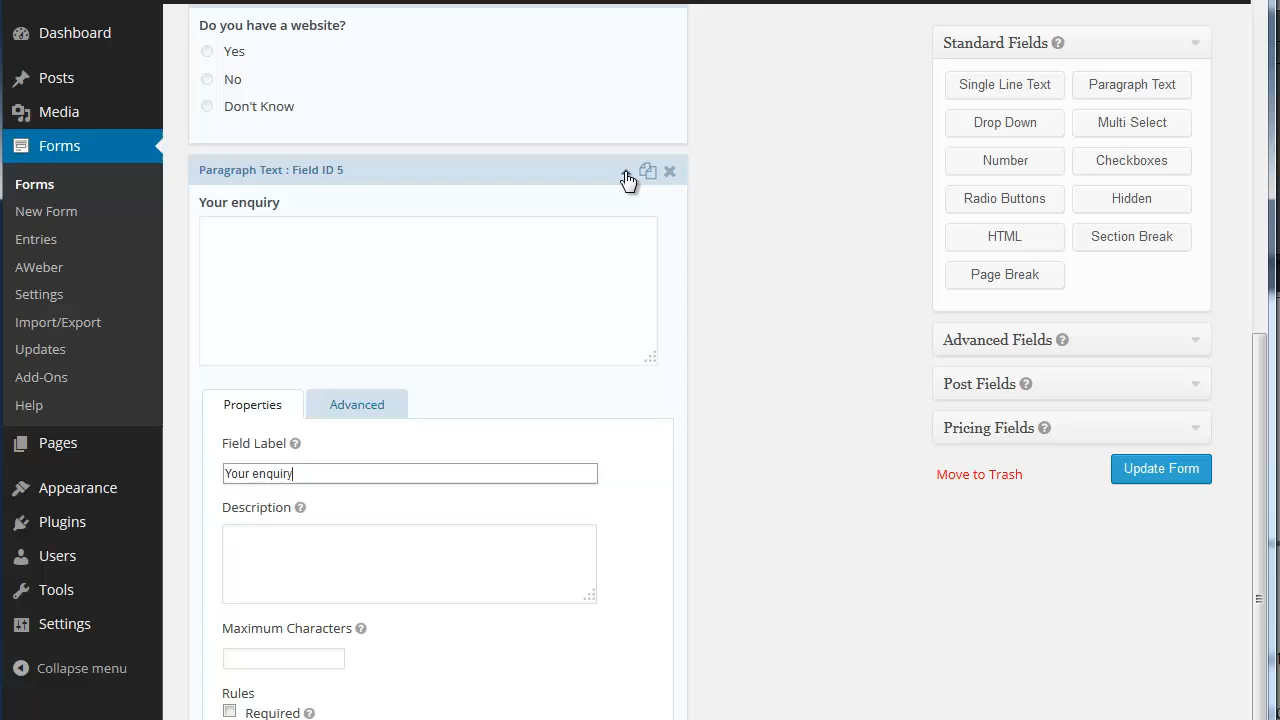 Dashboard
Posts
Media
Forms
Forms
New Form
Entries
AWeber
Settings
Import/Export
Updates
Add-Ons
Help
Pages
Appearance
Plugins
Users
Tools
Settings
Collapse menu
Do you have a website?
Yes
No
Don't Know
Paragraph Text : Field ID 5
Your enquiry
Properties
Advanced
Field Label
Your enquiry
Description
Maximum Characters
Rules
Required
Standard Fields
Single Line Text
Paragraph Text
Drop Down
Multi Select
Number
Checkboxes
Radio Buttons
Hidden
HTML
Section Break
Page Break
Advanced Fields
Post Fields
Pricing Fields
Move to Trash
Update Form